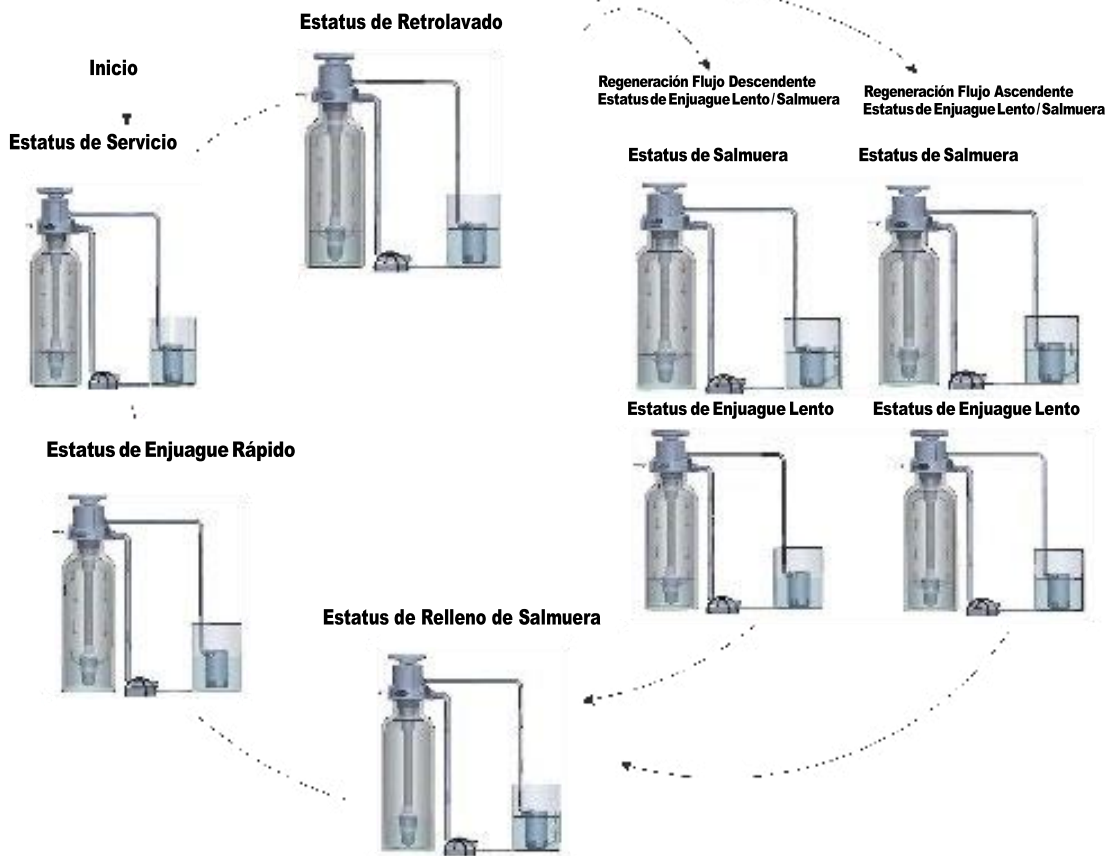 Estatus de Retrolavado
Inicio
Estatus de Servicio
Regeneración Flujo Descendente
Estatus de Enjuague Lento / Salmuera
Regeneración Flujo Ascendente
Estatus de Enjuague Lento / Salmuera
Estatus de Salmuera
Estatus de Salmuera
Estatus de Enjuague Lento
Estatus de Enjuague Lento
Estatus de Enjuague Rápido
Estatus de Relleno de Salmuera